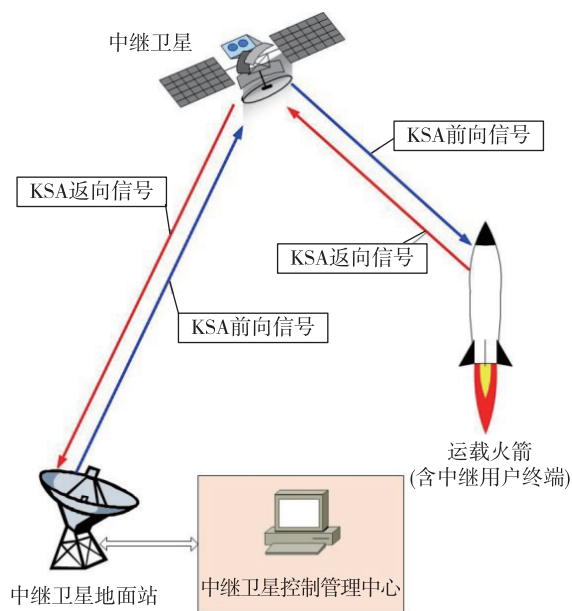 中继卫星
KSA前向信号
KSA返向信号
KSA返向信号
KSA前向信号
运载火箭
(含中继用户终端)
中继卫星地面站
中继卫星控制管理中心